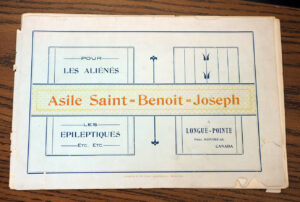 POUR
LES ALIÉNÉS
Asile Saint=Benoit=Joseph
LES
EPILEPTIQUES
ETC. ETC.
LONGUE-POINTE
CANADA